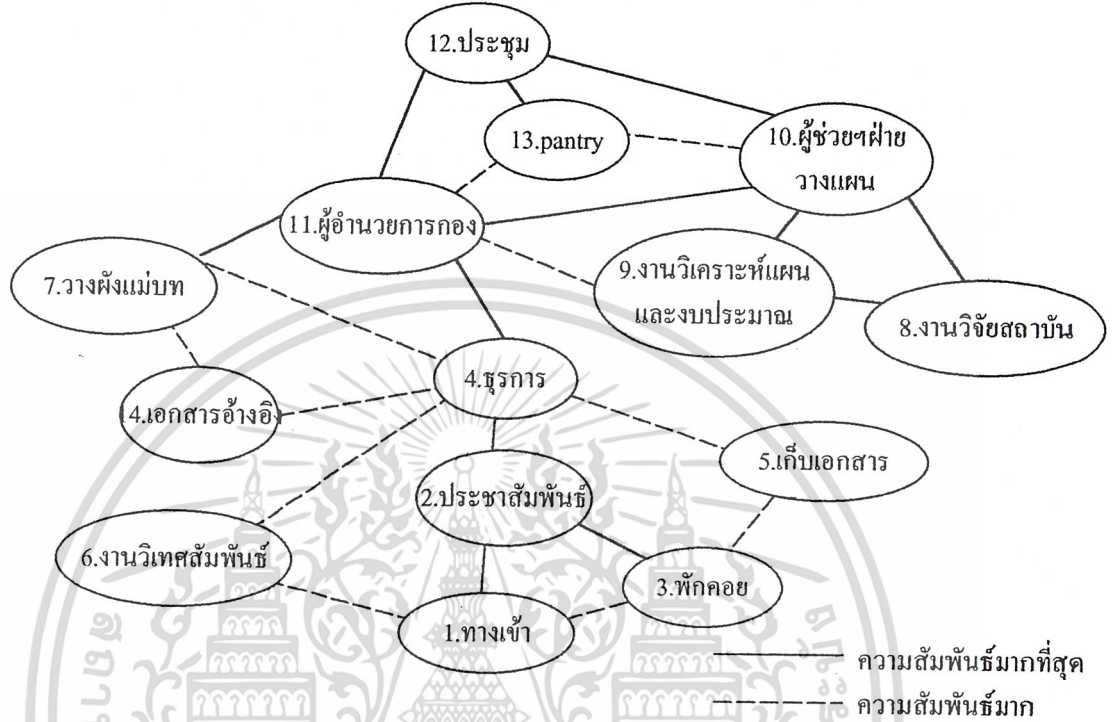 12.ประชุม
13.pantry
10.ผู้ช่วยฯฝ่าย
วางแผน
11.ผู้อำนวยการกอง
7.วางผังแม่บท
9.งานวิเคราะห์แผน
และงบประมาณ
8.งานวิจัยสถาบัน
4.ธุรการ
4.เอกสารอ้างอิง
5.เก็บเอกสาร
2.ประชาสัมพันธ์
6.งานวิเทศสัมพันธ์
3.พักคอย
1.ทางเข้า
ความสัมพันธ์มากที่สุด
ความสัมพันธ์มาก